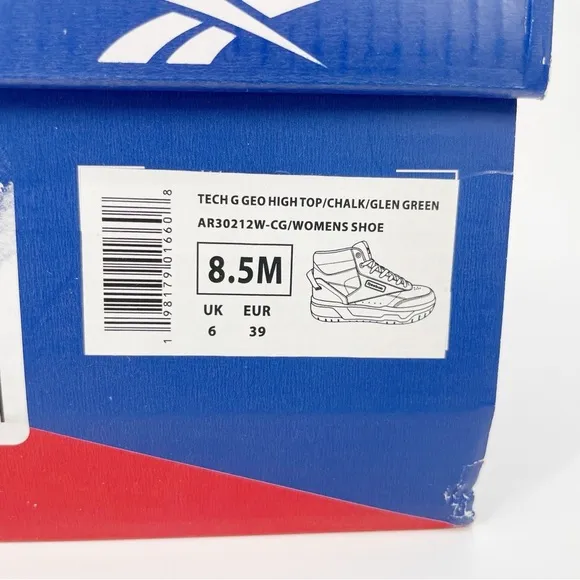 TECH G GEO HIGH TOP/CHALK/GLEN GREEN
AR30212W-CG/WOMENS SHOE
8.5M
UK EUR
6 39
Reebok
1 98179 01660 8